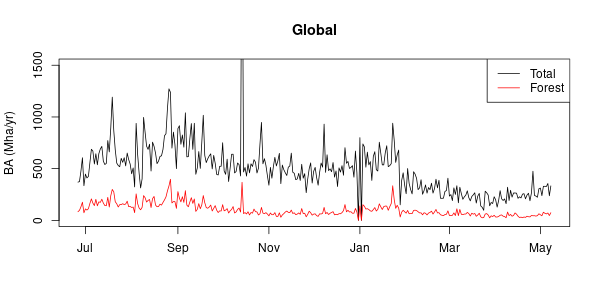 Global
BA (Mha/yr)
0
500
1000
1500
Total
Forest
Jul
Sep
Nov
Jan
Mar
May